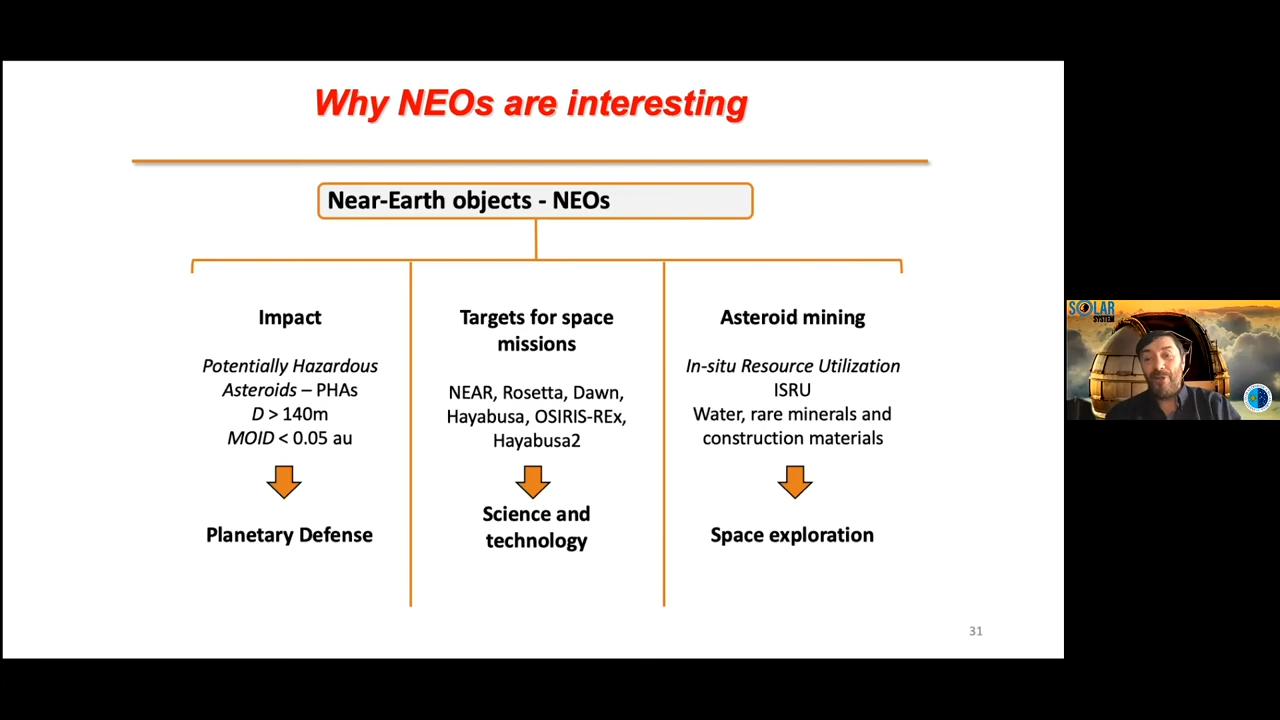 Why NEOs are interesting
Near-Earth objects - NEOs
Impact
Potentially Hazardous
Asteroids – PHAs
D > 140m
MOID < 0.05 au
Planetary Defense
Targets for space
missions
NEAR, Rosetta, Dawn,
Hayabusa, OSIRIS-REx,
Hayabusa2
Science and
technology
Asteroid mining
In-situ Resource Utilization
ISRU
Water, rare minerals and
construction materials
Space exploration
31
SOLAR
SYSTEM